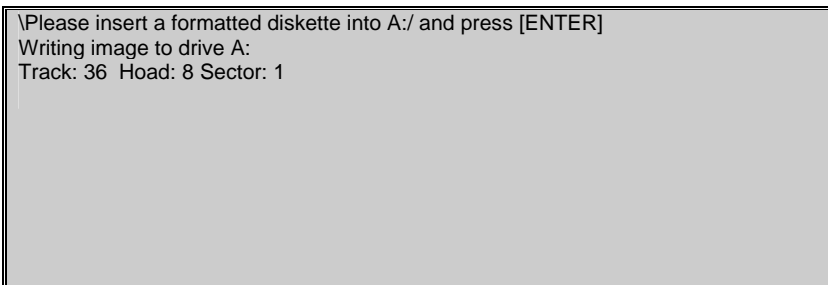 \Please insert a formatted diskette into A:/ and press [ENTER]
Writing image to drive A:
Track: 36  Hoad: 8 Sector: 1